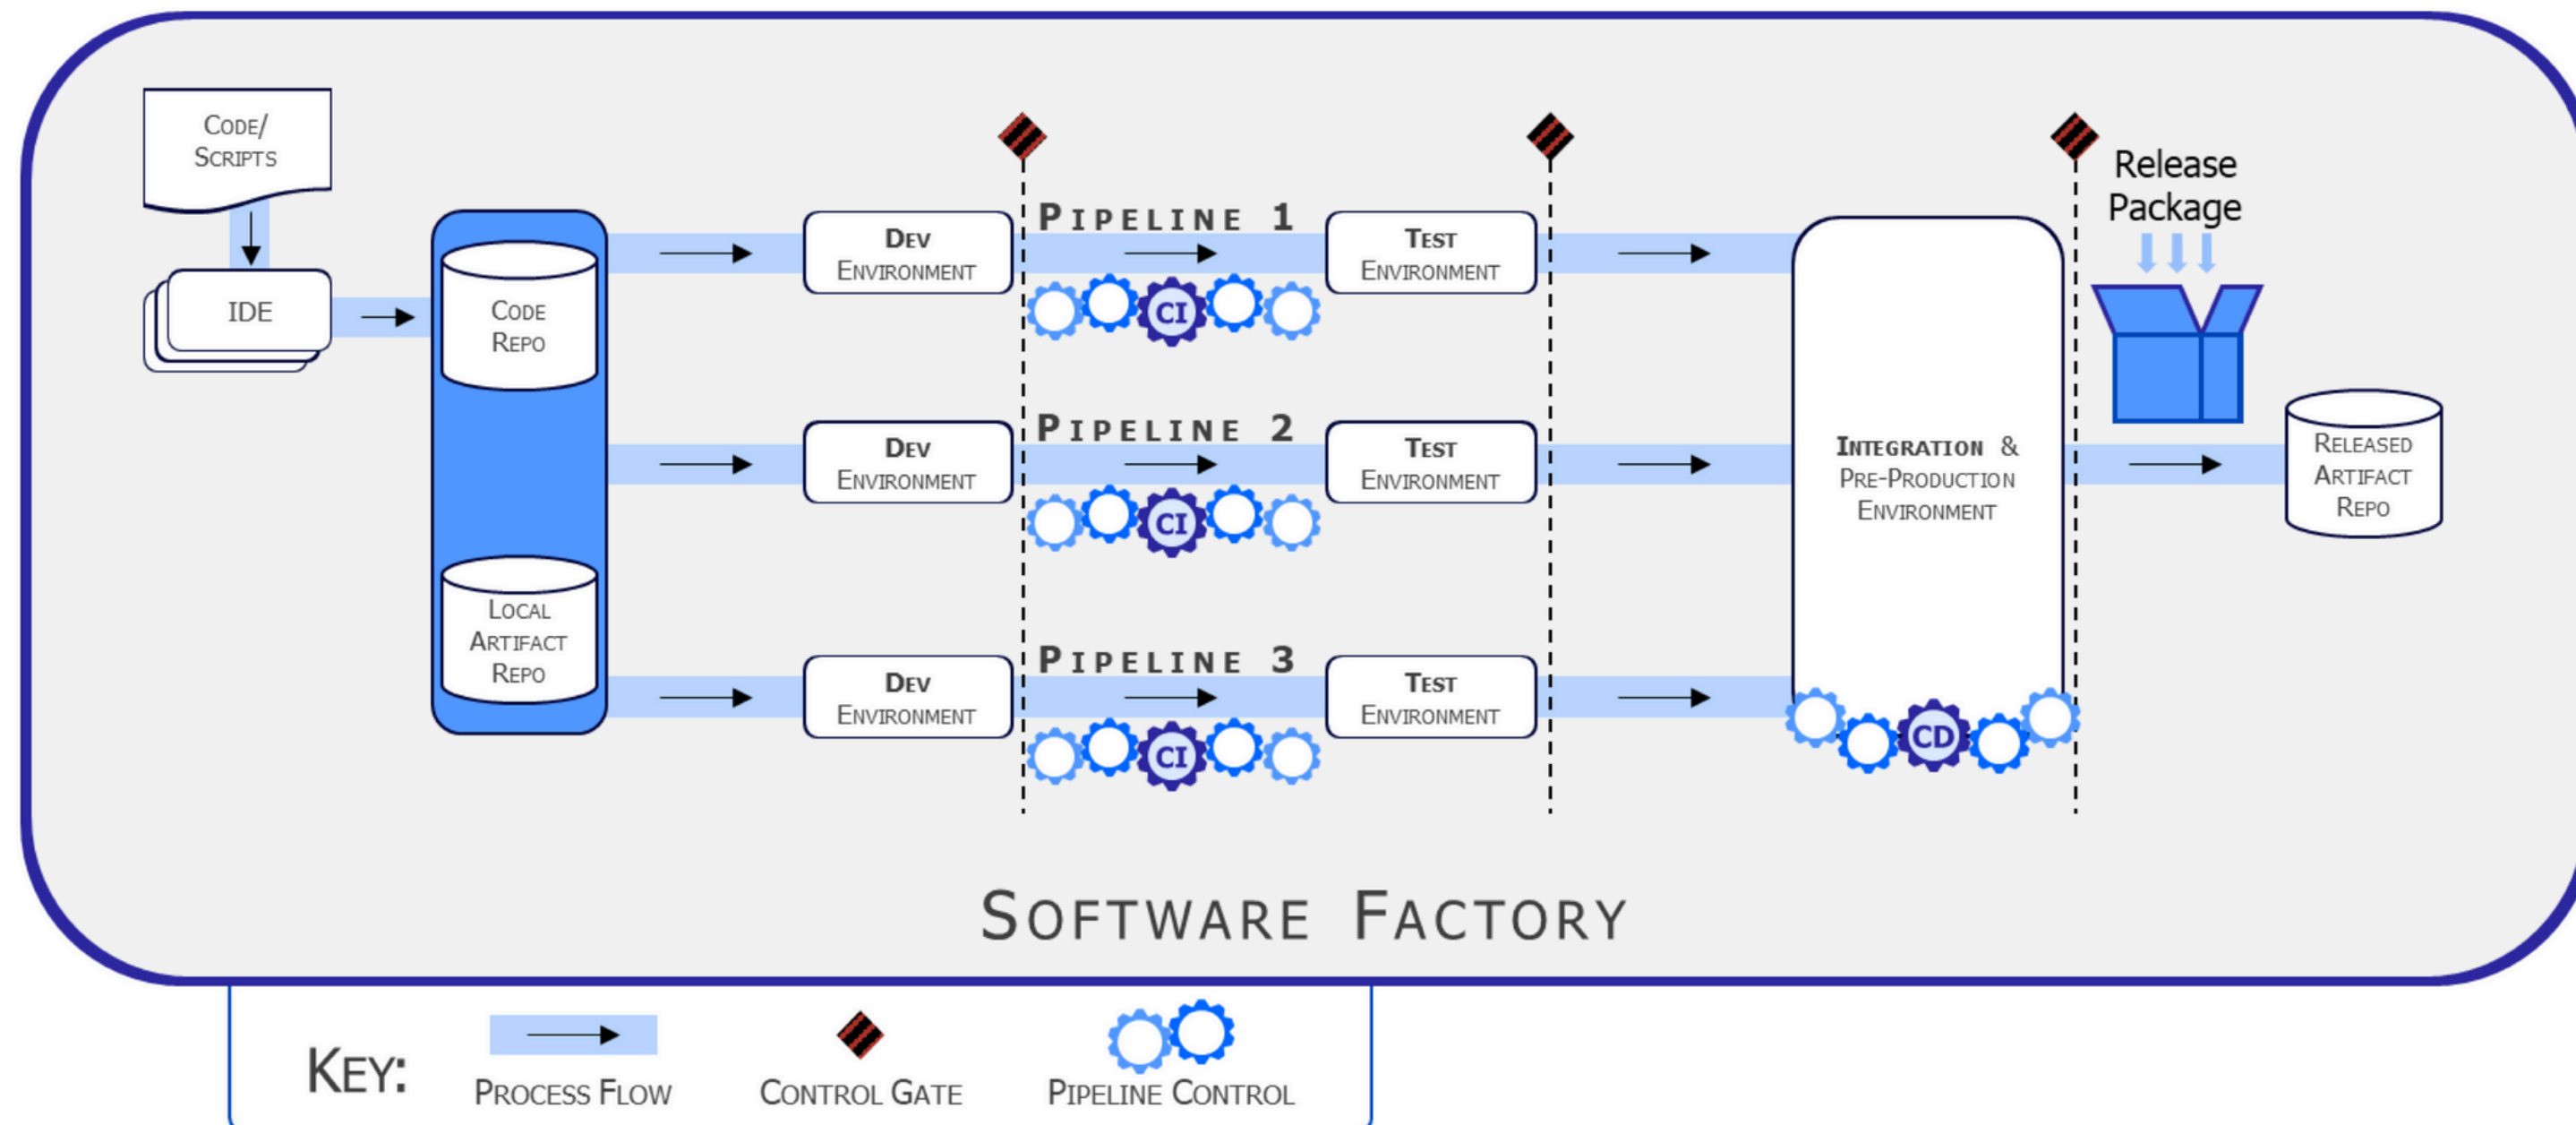 Code/
Scripts
IDE
Code
Repo
Local
Artifact
Repo
Dev
Environment
Pipeline 1
CI
Test
Environment
Dev
Environment
Pipeline 2
CI
Test
Environment
Dev
Environment
Pipeline 3
CI
Test
Environment
Integration &
Pre-Production
Environment
CD
Release
Package
Released
Artifact
Repo
Software Factory
Key:
Process Flow
Control Gate
Pipeline Control